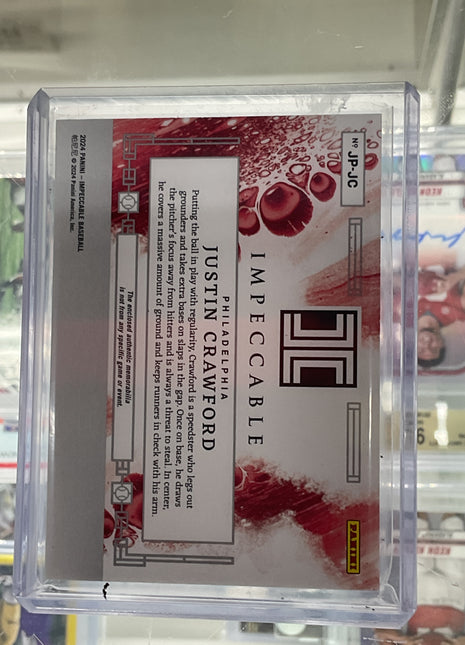 Nº JP-JC
IMPECCABLE
PANINI
PHILADELPHIA
JUSTIN CRAWFORD
Putting the ball in play with regularity, Crawford is a speedster who legs out
grounders and takes extra bases on slaps in the gap. Once on base, he draws
the pitcher's focus away from hitters and is always a threat to steal. In center,
he covers a massive amount of ground and keeps runners in check with his arm.
The enclosed authentic memorabilia
is not from any specific game or event.
2024 PANINI – IMPECCABLE BASEBALL
帕尼尼 © 2024 Panini America, Inc.